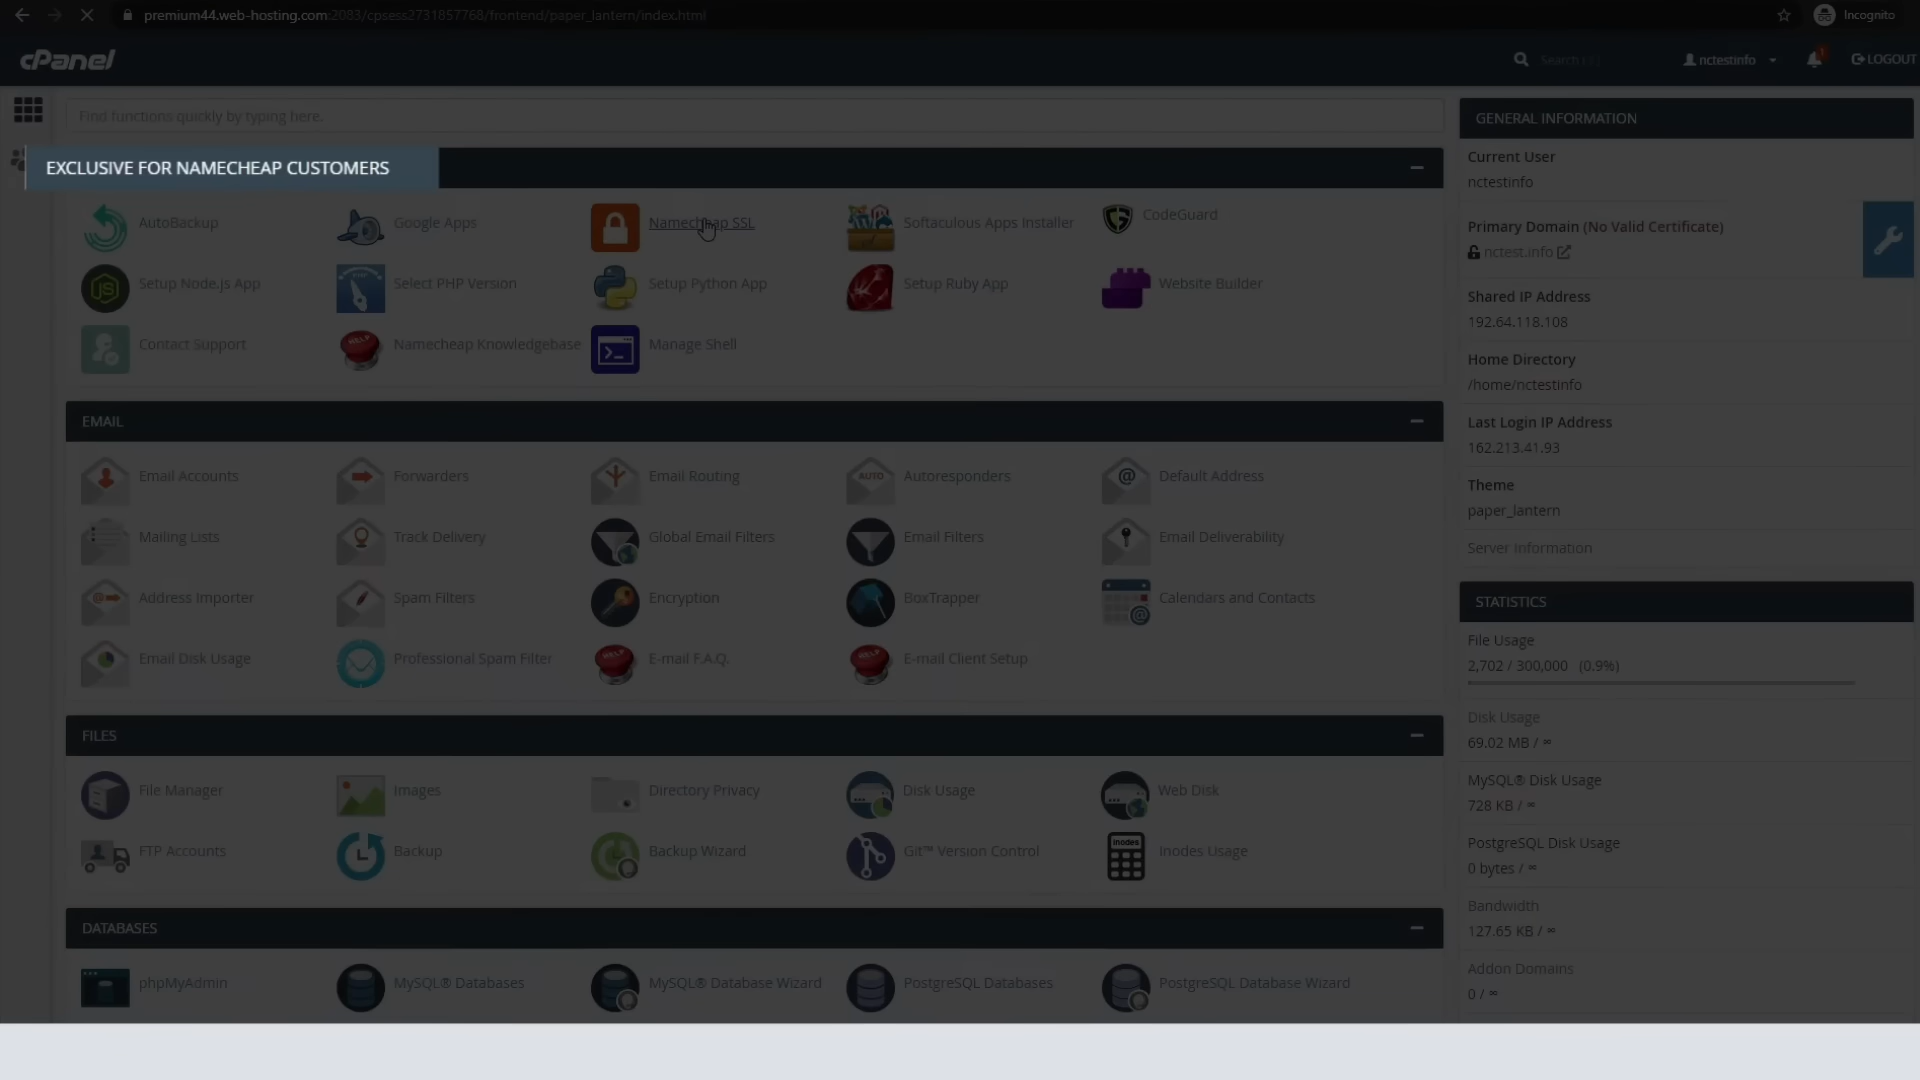 premium44.web-hosting.com:2083/cpsess2731857768/frontend/paper_lantern/index.html
Incognito
cPanel
nctestinfo
1
LOGOUT
Find functions quickly by typing here.
EXCLUSIVE FOR NAMECHEAP CUSTOMERS
AutoBackup
Google Apps
Namecheap SSL
Softaculous Apps Installer
CodeGuard
Setup Node.js App
Select PHP Version
Setup Python App
Setup Ruby App
Website Builder
Contact Support
HELP
Namecheap Knowledgebase
Manage Shell
EMAIL
Email Accounts
Forwarders
Email Routing
AUTO
Autoresponders
Default Address
Mailing Lists
Track Delivery
Global Email Filters
Email Filters
Email Deliverability
Address Importer
Spam Filters
Encryption
BoxTrapper
Calendars and Contacts
Email Disk Usage
Professional Spam Filter
HELP
E-mail F.A.Q.
HELP
E-mail Client Setup
FILES
File Manager
Images
Directory Privacy
Disk Usage
Web Disk
FTP Accounts
Backup
Backup Wizard
Git™ Version Control
inodes
Inodes Usage
DATABASES
phpMyAdmin
MySQL® Databases
MySQL® Database Wizard
PostgreSQL Databases
PostgreSQL Database Wizard
GENERAL INFORMATION
Current User
nctestinfo
Primary Domain (No Valid Certificate)
nctest.info
Shared IP Address
192.64.118.108
Home Directory
/home/nctestinfo
Last Login IP Address
162.213.41.93
Theme
paper_lantern
Server Information
STATISTICS
File Usage
2,702 / 300,000 (0.9%)
Disk Usage
69.02 MB / ∞
MySQL® Disk Usage
728 KB / ∞
PostgreSQL Disk Usage
0 bytes / ∞
Bandwidth
127.65 KB / ∞
Addon Domains
0 / ∞